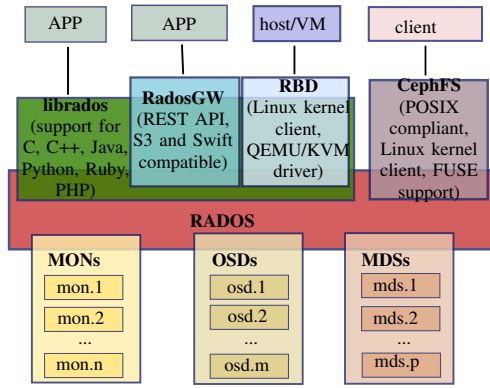 APP
APP
host/VM
client
librados
(support for
C, C++, Java,
Python, Ruby,
PHP)
RadosGW
(REST API,
S3 and Swift
compatible)
RBD
(Linux kernel
client,
QEMU/KVM
driver)
CephFS
(POSIX
compliant,
Linux kernel
client, FUSE
support)
RADOS
MONs
mon.1
mon.2
...
mon.n
OSDs
osd.1
osd.2
...
osd.m
MDSs
mds.1
mds.2
...
mds.p